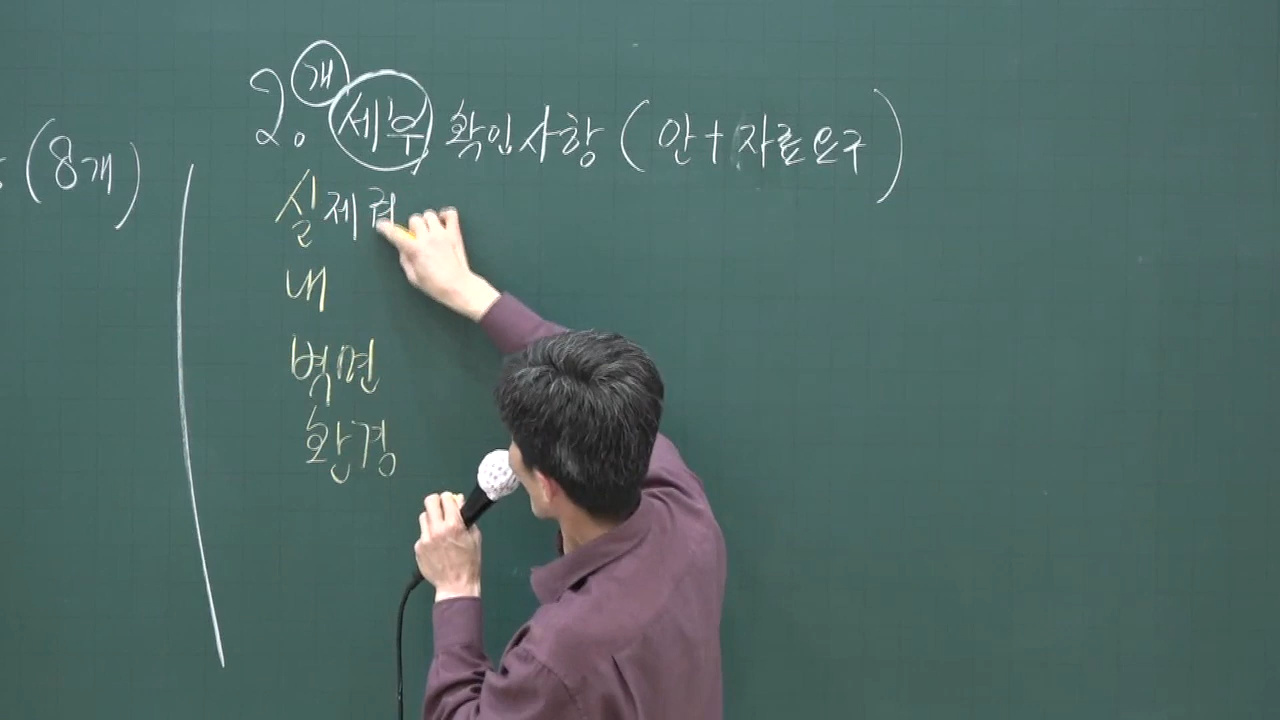 (8개)
개
2. 세부 확인사항 (안+자료요구)
실제
내
벽면
환경